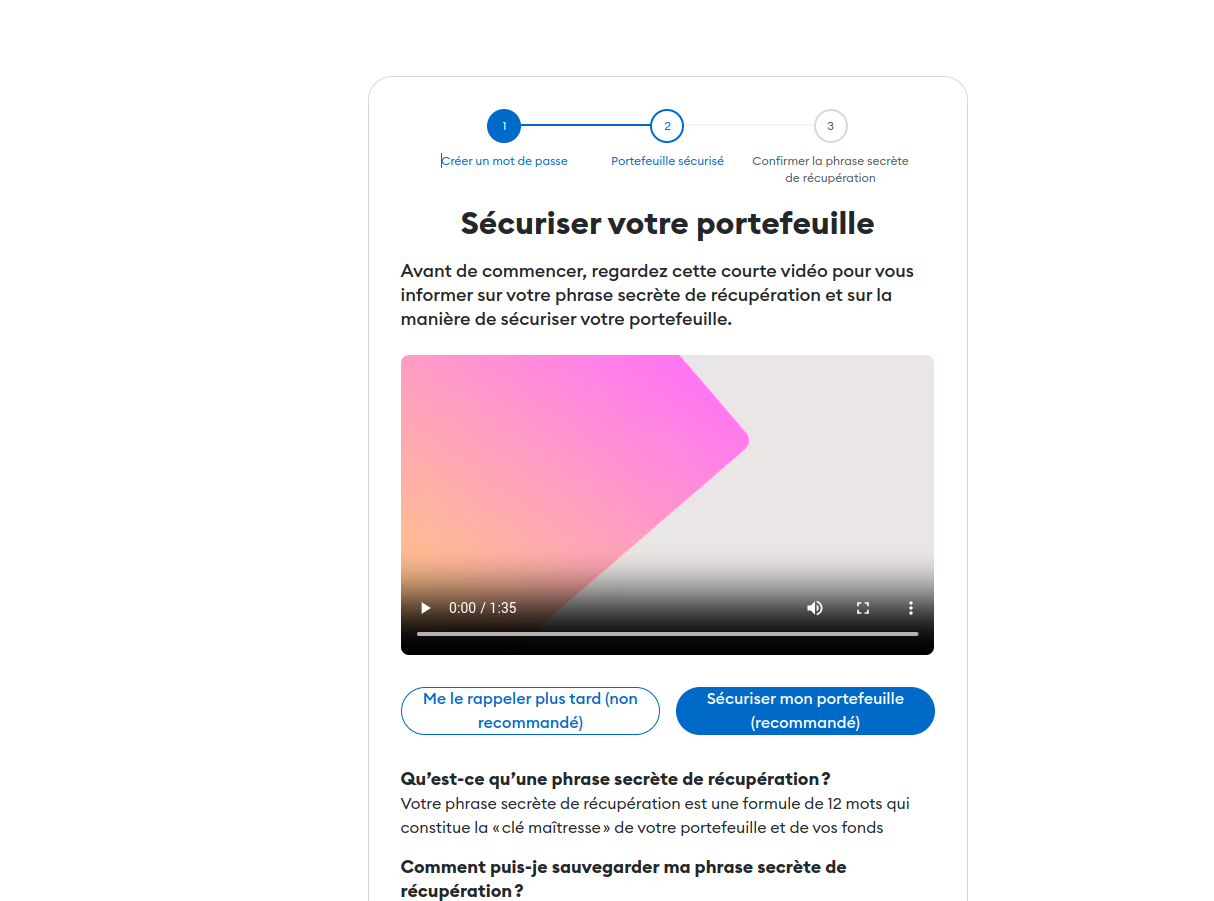 1
2
3
Créer un mot de passe
Portefeuille sécurisé
Confirmer la phrase secrète
de récupération
Sécuriser votre portefeuille
Avant de commencer, regardez cette courte vidéo pour vous
informer sur votre phrase secrète de récupération et sur la
manière de sécuriser votre portefeuille.
0:00 / 1:35
Me le rappeler plus tard (non
recommandé)
Sécuriser mon portefeuille
(recommandé)
Qu’est-ce qu’une phrase secrète de récupération ?
Votre phrase secrète de récupération est une formule de 12 mots qui
constitue la « clé maîtresse » de votre portefeuille et de vos fonds
Comment puis-je sauvegarder ma phrase secrète de
récupération ?